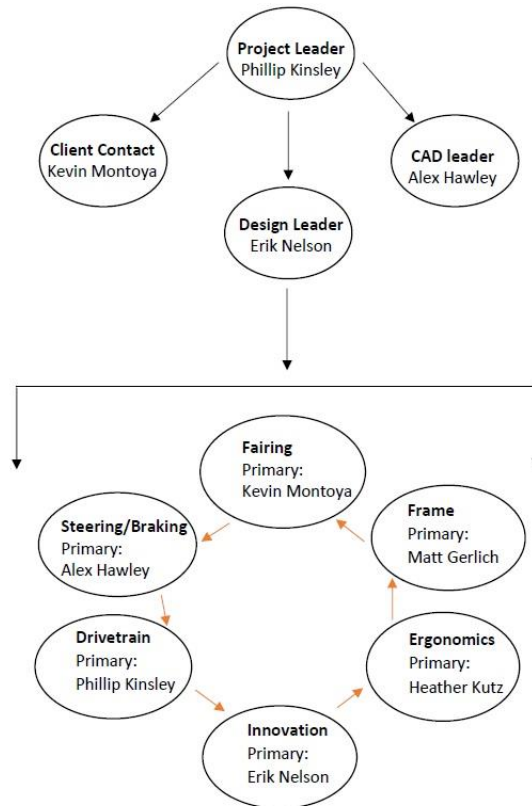 Project Leader
Phillip Kinsley
Client Contact
Kevin Montoya
CAD leader
Alex Hawley
Design Leader
Erik Nelson
Fairing
Primary:
Kevin Montoya
Steering/Braking
Primary:
Alex Hawley
Frame
Primary:
Matt Gerlich
Drivetrain
Primary:
Phillip Kinsley
Ergonomics
Primary:
Heather Kutz
Innovation
Primary:
Erik Nelson